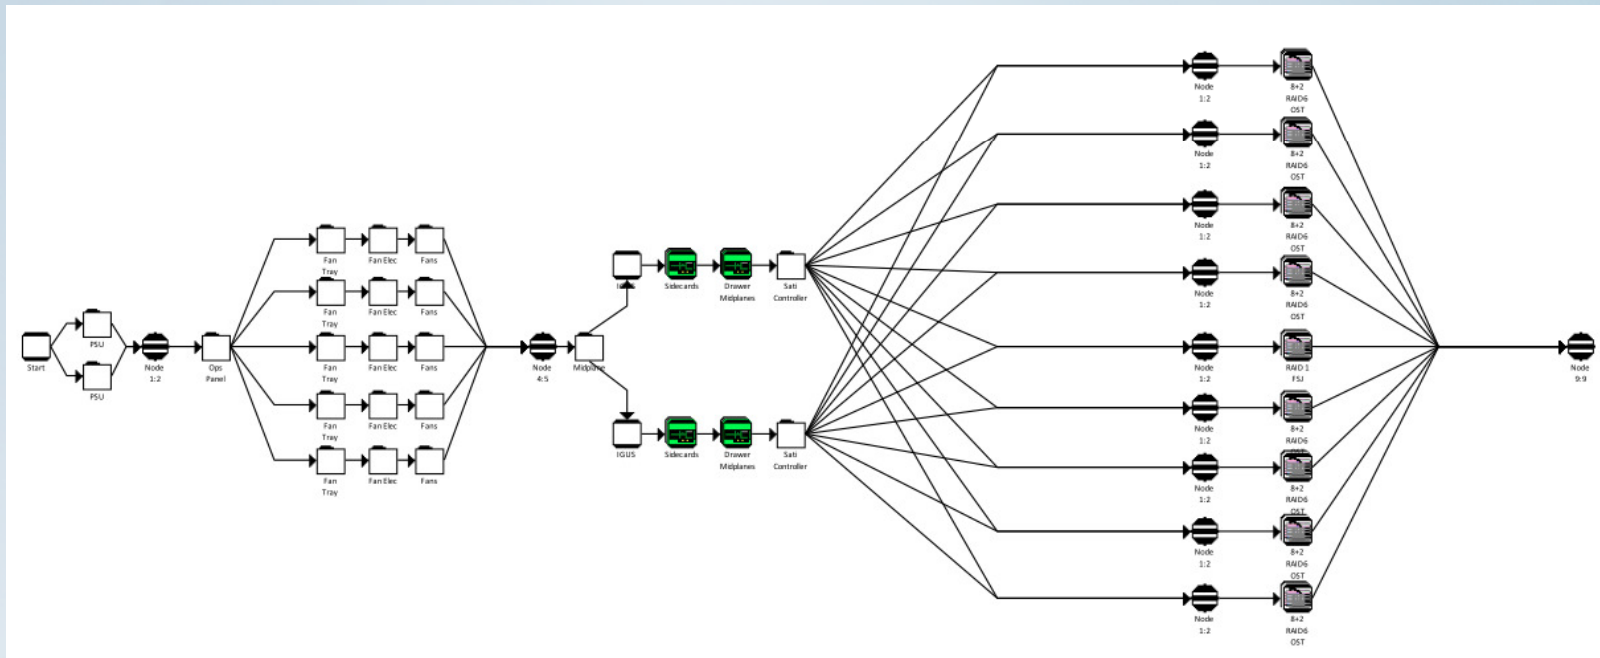 Start
PSU
PSU
Node
1:2
Ops
Panel
Fan
Tray
Fan Elec
Fans
Fan
Tray
Fan Elec
Fans
Fan
Tray
Fan Elec
Fans
Fan
Tray
Fan Elec
Fans
Fan
Tray
Fan Elec
Fans
Node
4:5
Midplane
IGUS
Sidecards
Drawer
Midplanes
Sati
Controller
IGUS
Sidecards
Drawer
Midplanes
Sati
Controller
Node
1:2
8+2
RAID6
OST
Node
1:2
8+2
RAID6
OST
Node
1:2
8+2
RAID6
OST
Node
1:2
8+2
RAID6
OST
Node
1:2
RAID 1
FSJ
Node
1:2
8+2
RAID6
OST
Node
1:2
8+2
RAID6
OST
Node
1:2
8+2
RAID6
OST
Node
1:2
8+2
RAID6
OST
Node
9:9